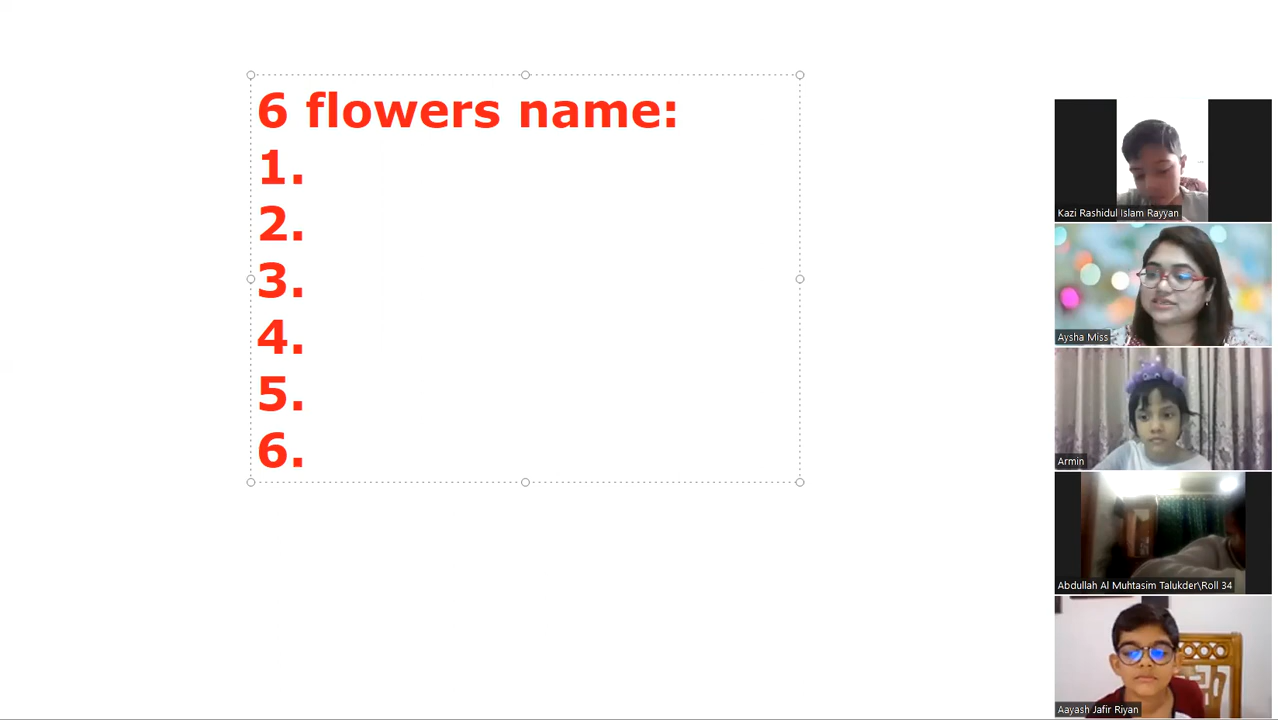 6 flowers name:
1.
2.
3.
4.
5.
6.
Kazi Rashidul Islam Rayyan
Aysha Miss
Armin
Abdullah Al Muhtasim Talukder\Roll 34
Aayash Jafir Riyan